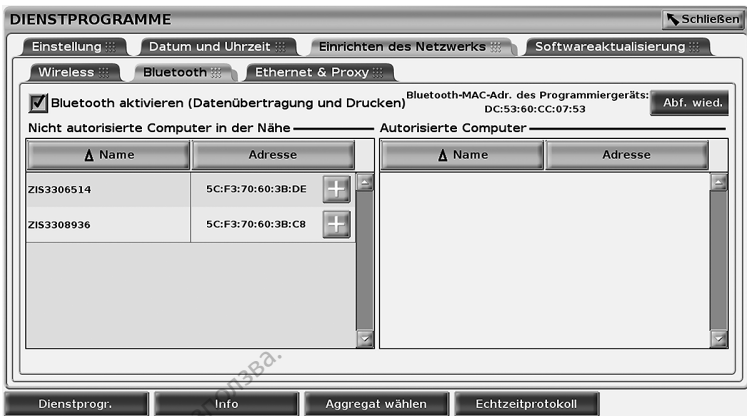 DIENSTPROGRAMME
Schließen
Einstellung
Datum und Uhrzeit
Einrichten des Netzwerks
Softwareaktualisierung
Wireless
Bluetooth
Ethernet & Proxy
Bluetooth aktivieren (Datenübertragung und Drucken)
Bluetooth-MAC-Adr. des Programmiergeräts:
DC:53:60:CC:07:53
Abf. wied.
Nicht autorisierte Computer in der Nähe
Name Adresse
ZIS3306514 5C:F3:70:60:3B:DE
ZIS3308936 5C:F3:70:60:3B:C8
Autorisierte Computer
Name Adresse
Dienstprogr.
Info
Aggregat wählen
Echtzeitprotokoll